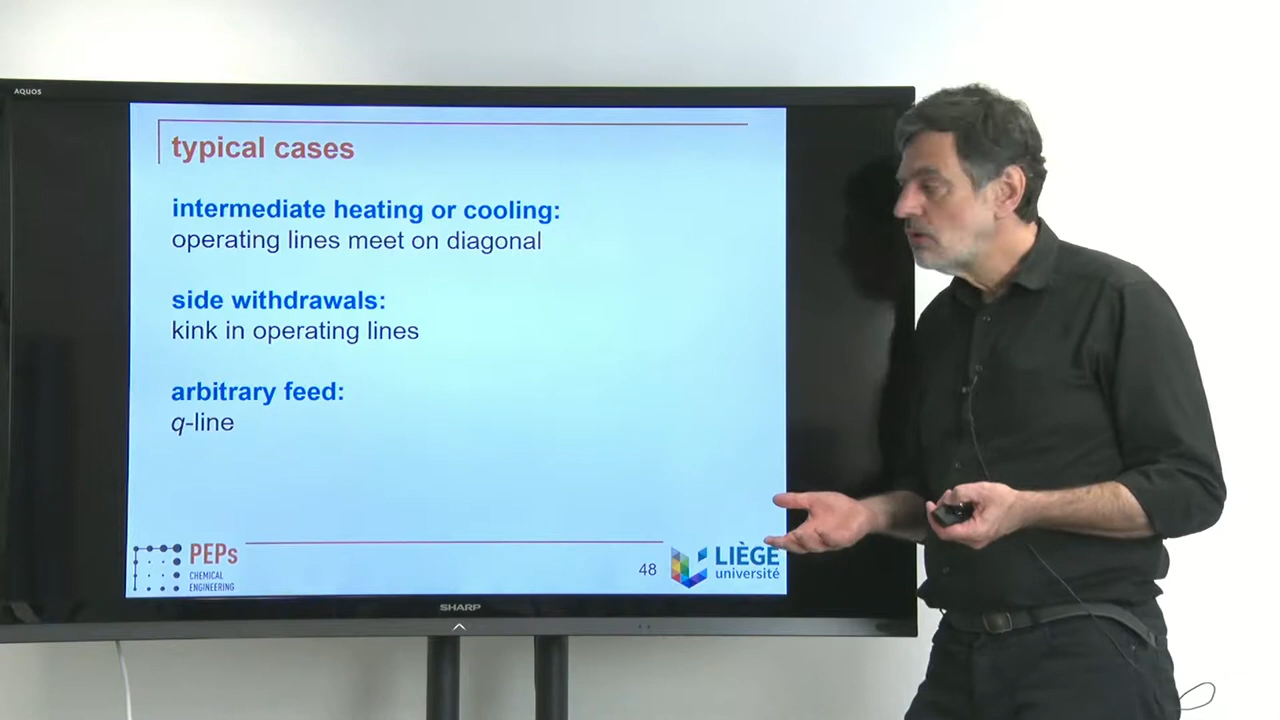 AQUOS
typical cases
intermediate heating or cooling:
operating lines meet on diagonal
side withdrawals:
kink in operating lines
arbitrary feed:
q-line
PEPs
CHEMICAL
ENGINEERING
48
LIÈGE
université
SHARP